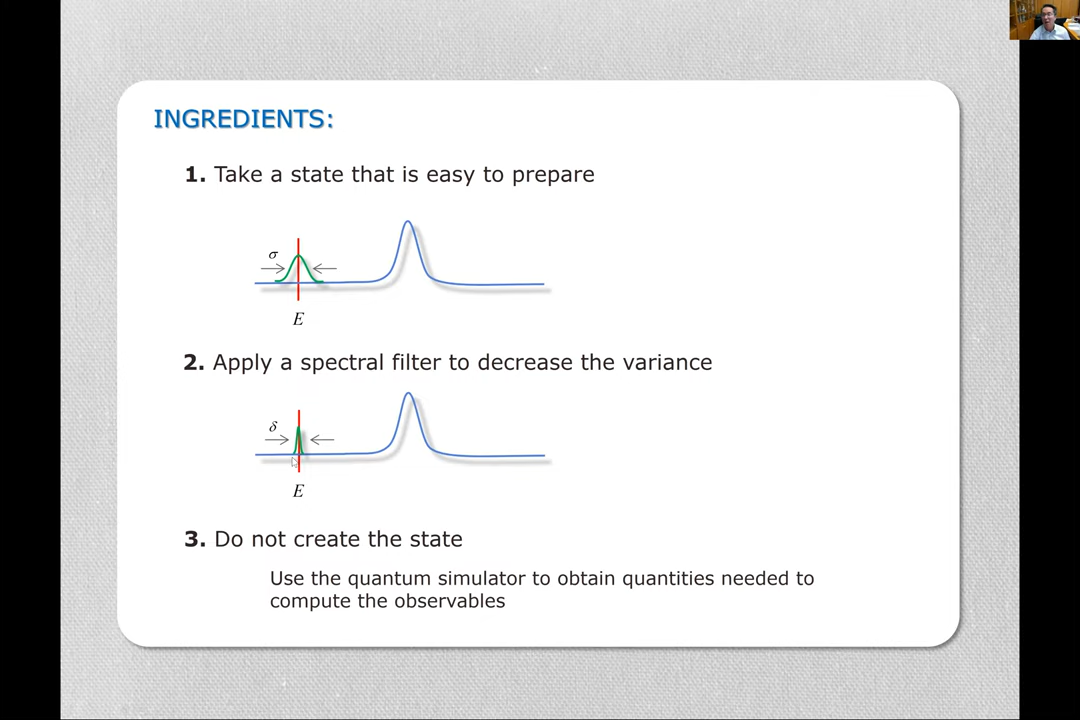 INGREDIENTS:
1. Take a state that is easy to prepare
σ
E
2. Apply a spectral filter to decrease the variance
δ
E
3. Do not create the state
Use the quantum simulator to obtain quantities needed to
compute the observables